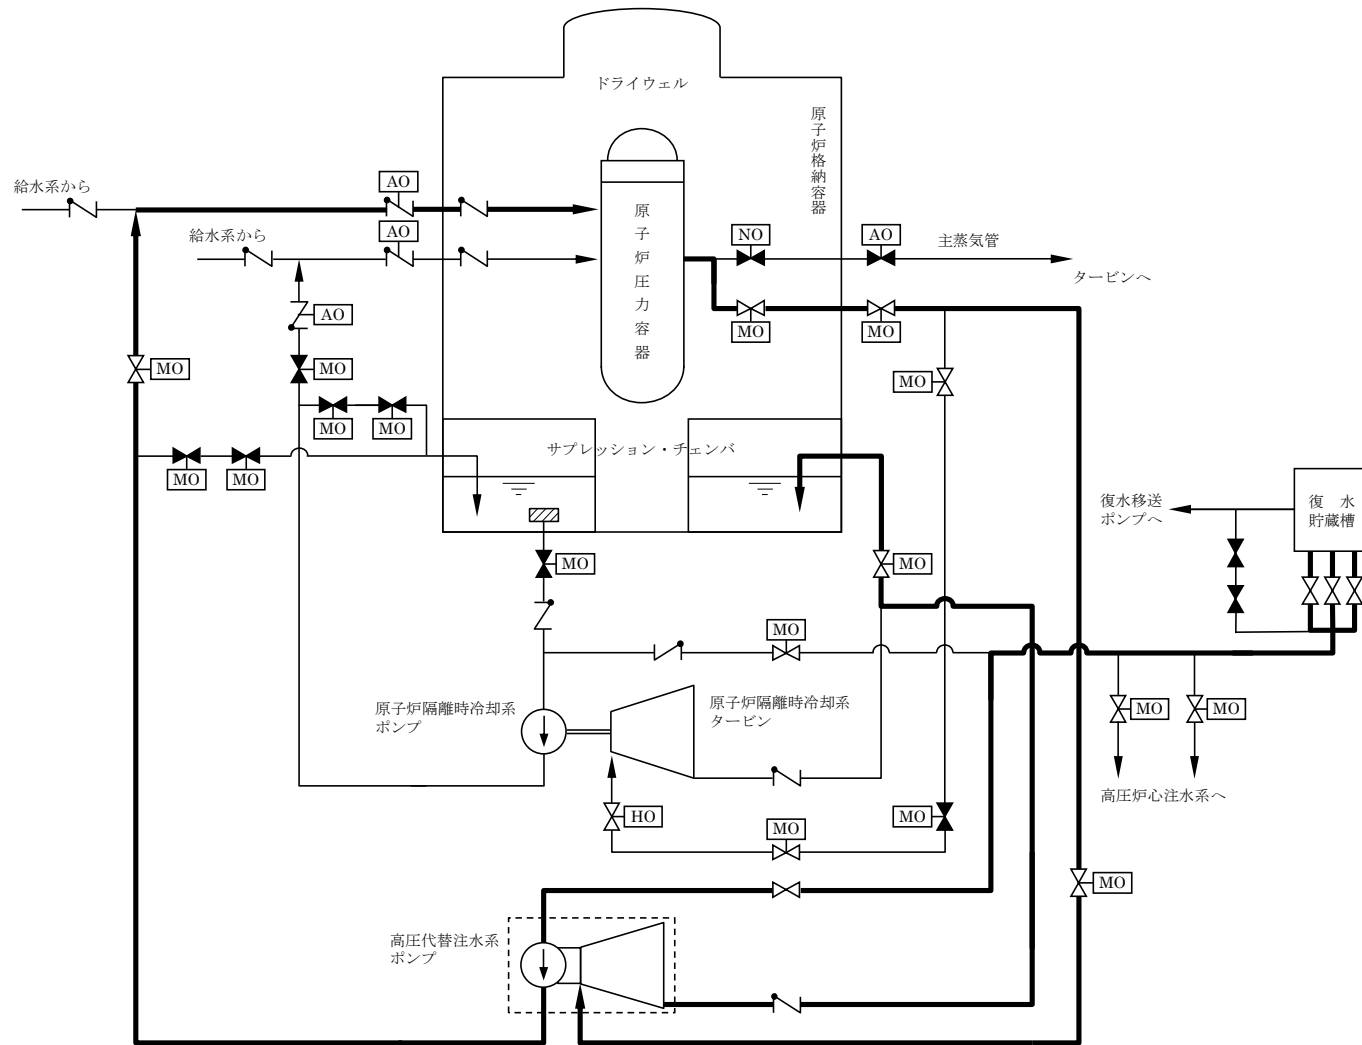 ドライウェル
原子炉格納容器
給水系から
AO
給水系から
AO
原子炉圧力容器
NO
AO
主蒸気管
タービンへ
AO
MO
MO
MO
MO
MO
MO
MO
MO
サプレッション・チェンバ
MO
MO
復水移送
ポンプへ
復水
貯蔵槽
MO
MO
MO
原子炉隔離時冷却系
ポンプ
原子炉隔離時冷却系
タービン
MO
MO
高圧炉心注水系へ
HO
MO
MO
MO
高圧代替注水系
ポンプ